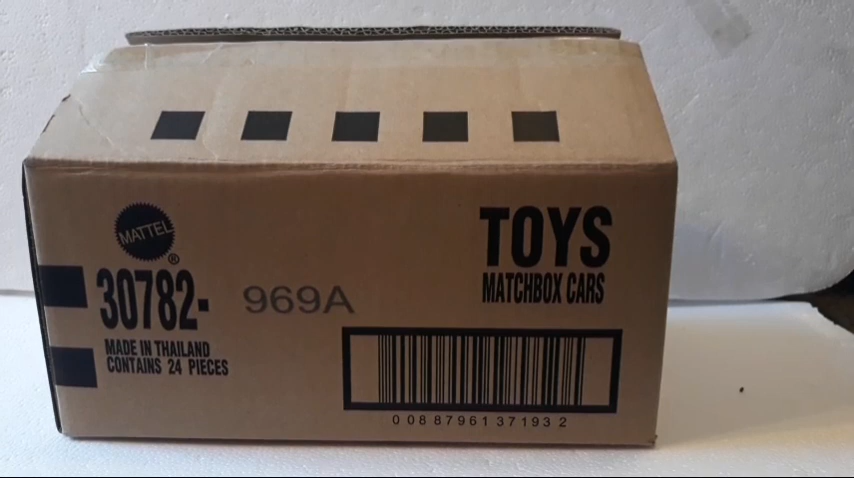 MATTEL
®
30782-
969A
MADE IN THAILAND
CONTAINS 24 PIECES
TOYS
MATCHBOX CARS
0 08 87961 37193 2